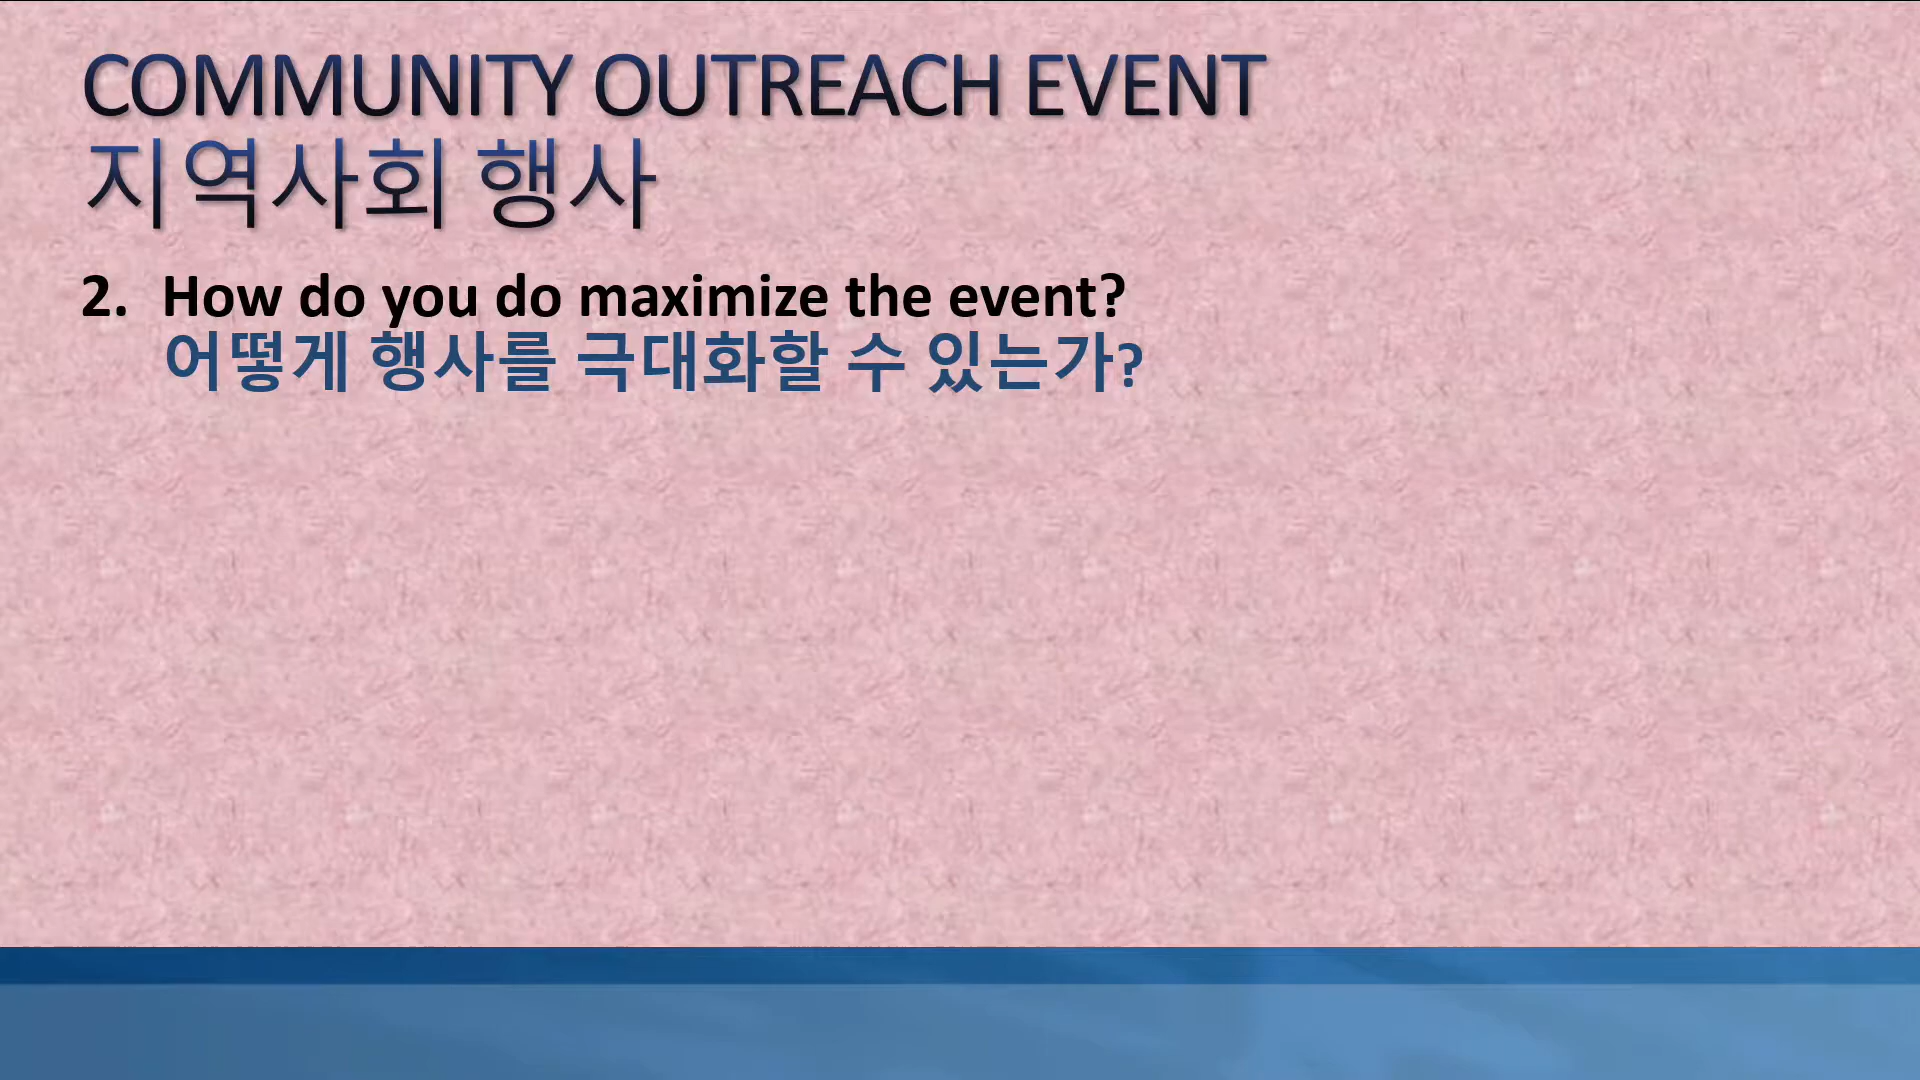 COMMUNITY OUTREACH EVENT
지역사회 행사
2. How do you do maximize the event?
어떻게 행사를 극대화할 수 있는가?